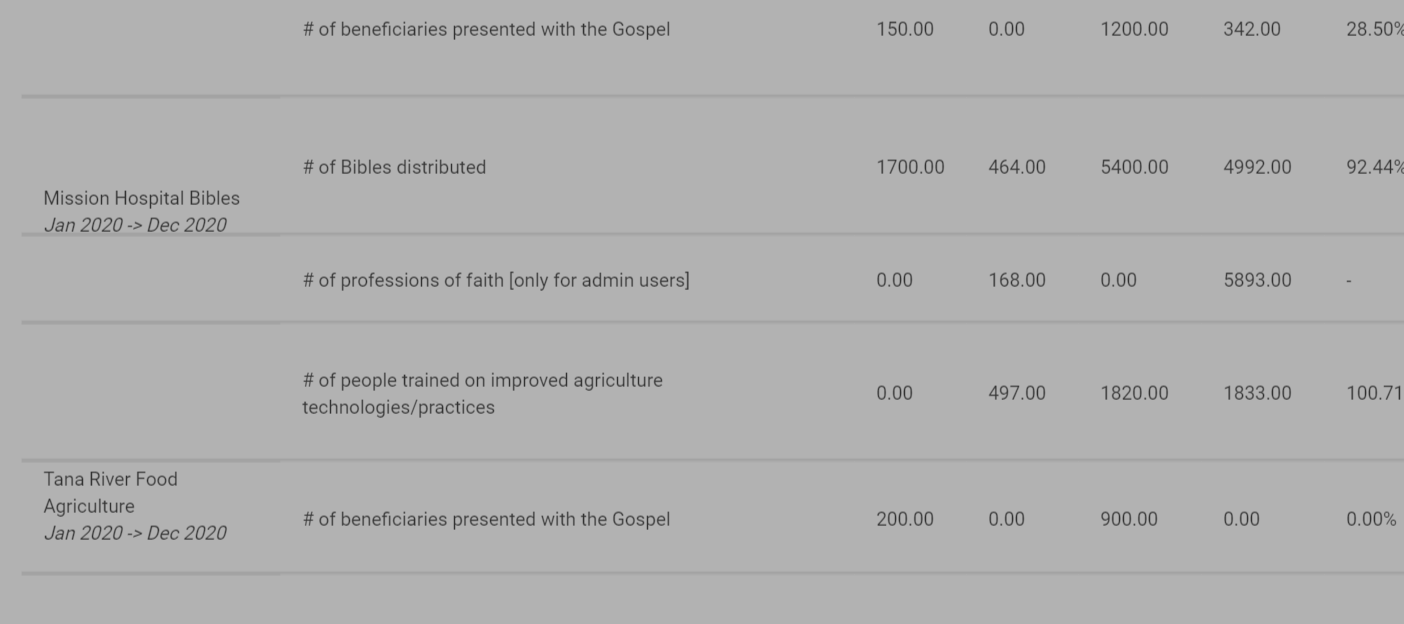 # of beneficiaries presented with the Gospel 150.00 0.00 1200.00 342.00 28.50%
# of Bibles distributed 1700.00 464.00 5400.00 4992.00 92.44%
Mission Hospital Bibles
Jan 2020 -> Dec 2020
# of professions of faith [only for admin users] 0.00 168.00 0.00 5893.00 -
# of people trained on improved agriculture
technologies/practices 0.00 497.00 1820.00 1833.00 100.71
Tana River Food
Agriculture
Jan 2020 -> Dec 2020
# of beneficiaries presented with the Gospel 200.00 0.00 900.00 0.00 0.00%